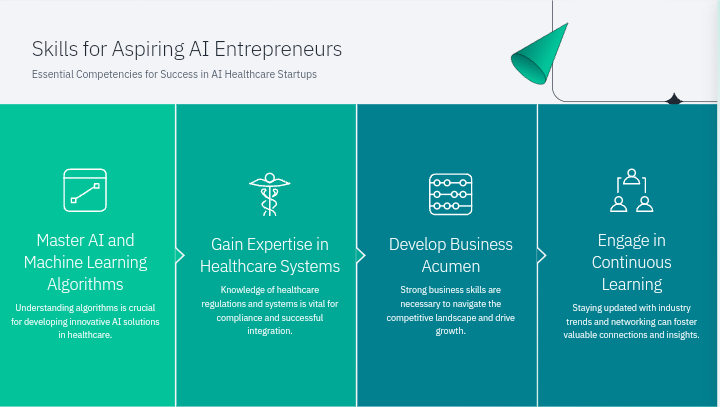 Skills for Aspiring AI Entrepreneurs
Essential Competencies for Success in AI Healthcare Startups
Master AI and
Machine Learning
Algorithms
Understanding algorithms is crucial
for developing innovative AI solutions
in healthcare.
Gain Expertise in
Healthcare Systems
Knowledge of healthcare
regulations and systems is vital for
compliance and successful
integration.
Develop Business
Acumen
Strong business skills are
necessary to navigate the
competitive landscape and drive
growth.
Engage in
Continuous
Learning
Staying updated with industry
trends and networking can foster
valuable connections and insights.